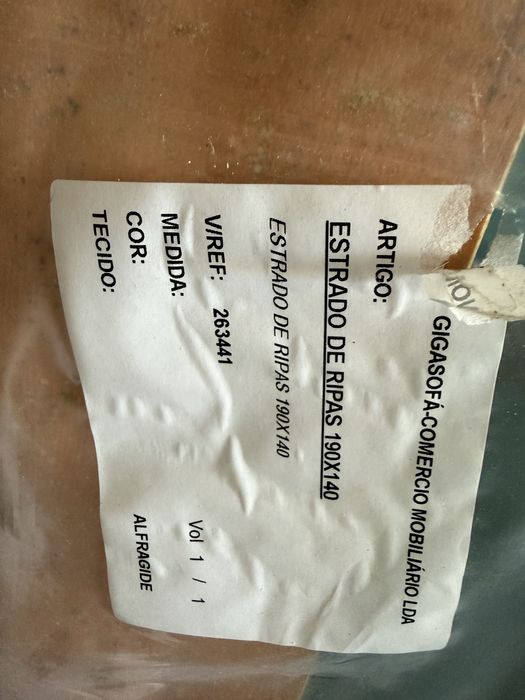 GIGASOFÁ-COMERCIO MOBILIÁRIO LDA
ARTIGO:
ESTRADO DE RIPAS 190X140
ESTRADO DE RIPAS 190X140
V/REF: 263441
Vol 1 / 1
MEDIDA:
COR:
ALFRAGIDE
TECIDO: